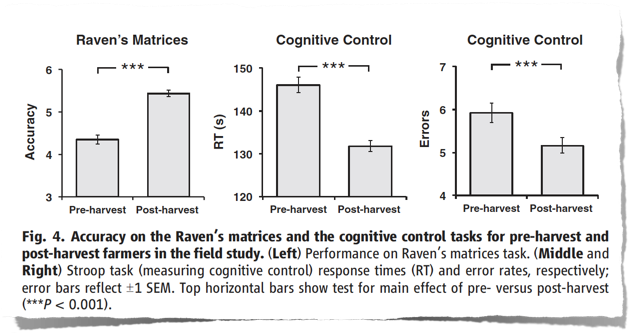 Raven's Matrices
***
6
5
4
3
Accuracy
Pre-harvest Post-harvest
Cognitive Control
***
150
140
130
120
RT (s)
Pre-harvest Post-harvest
Cognitive Control
***
7
6
5
4
Errors
Pre-harvest Post-harvest
Fig. 4. Accuracy on the Raven's matrices and the cognitive control tasks for pre-harvest and
post-harvest farmers in the field study. (Left) Performance on Raven's matrices task. (Middle and
Right) Stroop task (measuring cognitive control) response times (RT) and error rates, respectively;
error bars reflect ±1 SEM. Top horizontal bars show test for main effect of pre- versus post-harvest
(***P < 0.001).